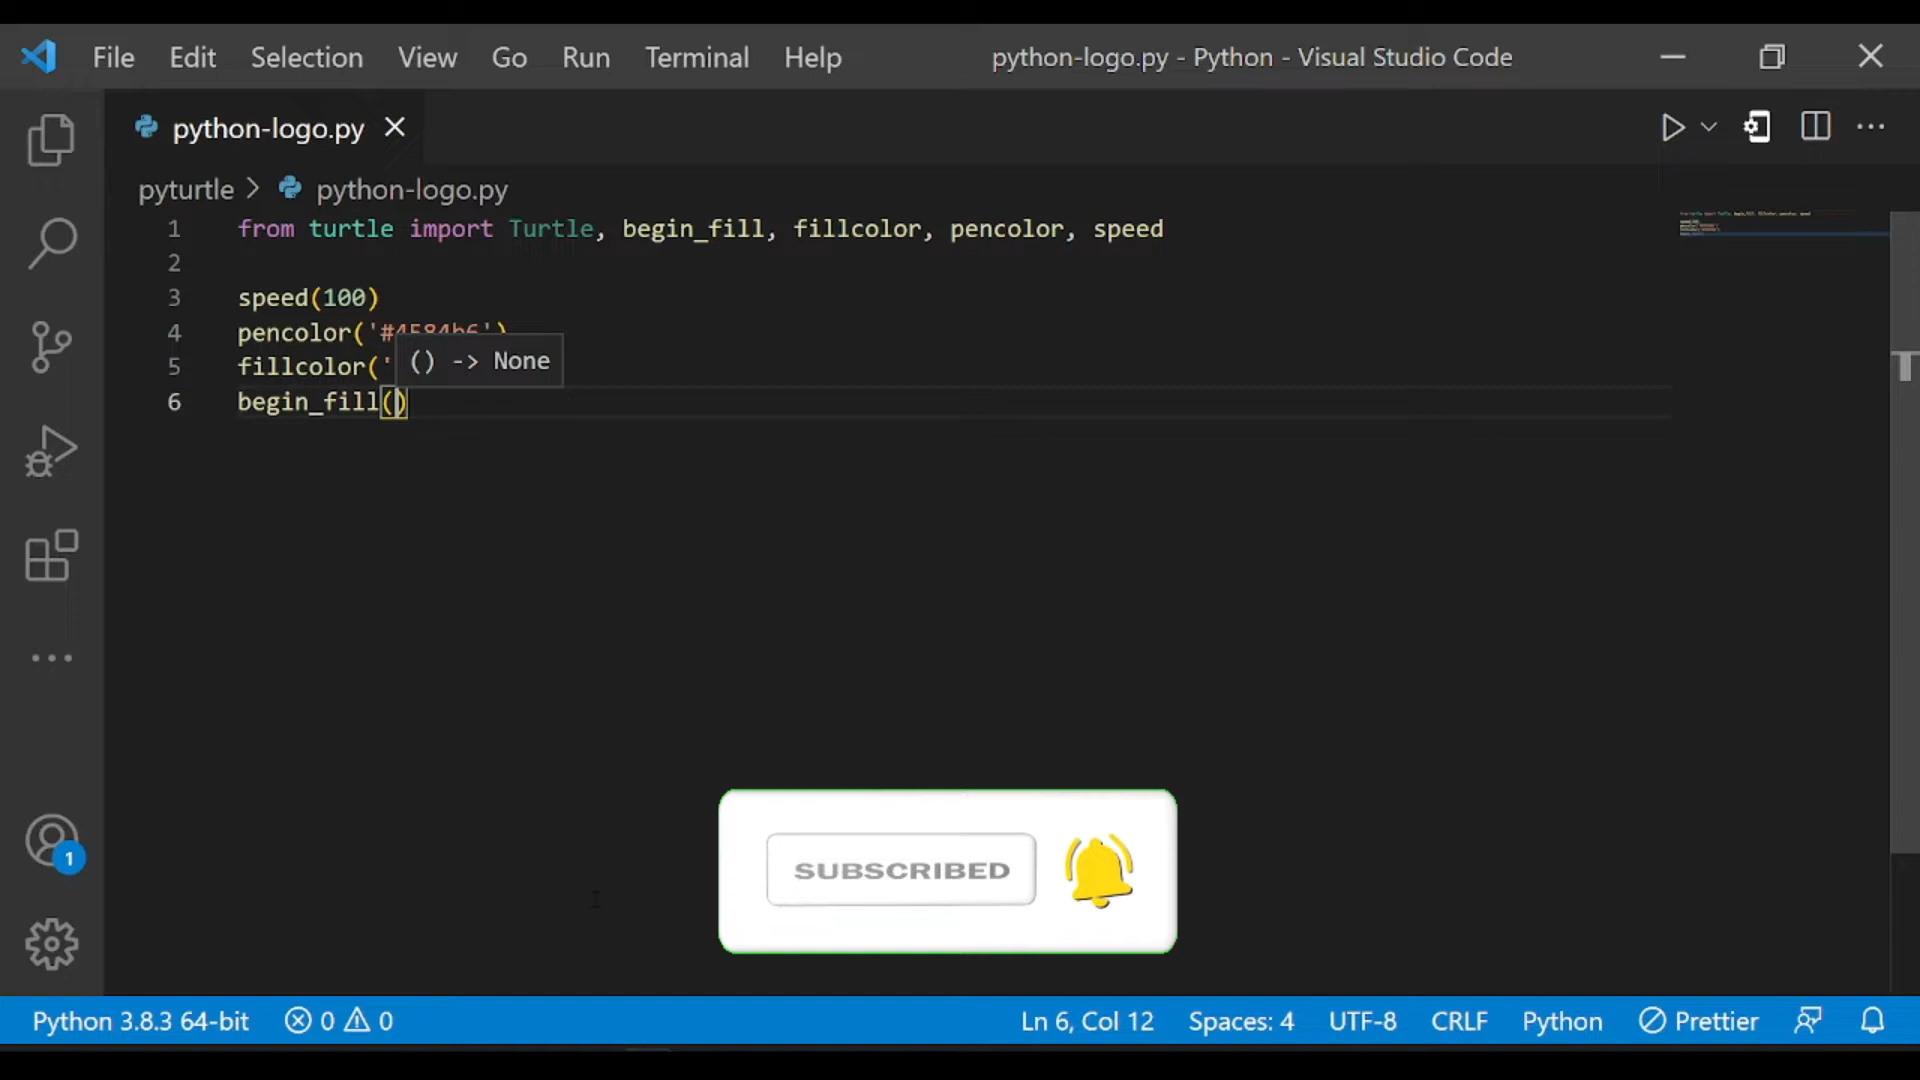 File Edit Selection View Go Run Terminal Help python-logo.py - Python - Visual Studio Code
python-logo.py
pyturtle > python-logo.py
1 from turtle import Turtle, begin_fill, fillcolor, pencolor, speed
2
3 speed(100)
4 pencolor('#4584b6')
5 fillcolor('
() -> None
6 begin_fill()
SUBSCRIBED
1
Python 3.8.3 64-bit 0 0 Ln 6, Col 12 Spaces: 4 UTF-8 CRLF Python Prettier